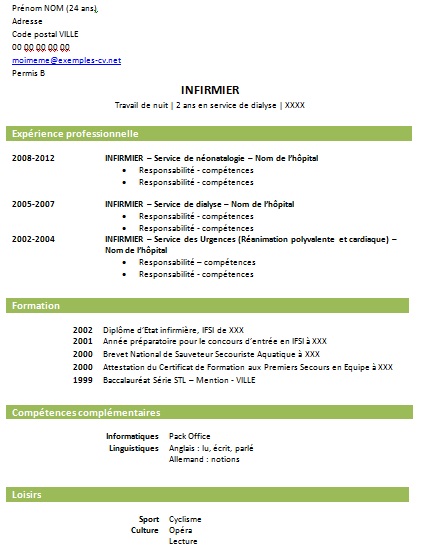 Prénom NOM (24 ans),
Adresse
Code postal VILLE
00 00 00 00 00
moimeme@exemples-cv.net
Permis B
INFIRMIER
Travail de nuit | 2 ans en service de dialyse | XXXX
Expérience professionnelle
2008-2012 INFIRMIER – Service de néonatalogie – Nom de l'hôpital
• Responsabilité - compétences
• Responsabilité - compétences
2005-2007 INFIRMIER – Service de dialyse – Nom de l'hôpital
• Responsabilité - compétences
2002-2004 INFIRMIER – Service des Urgences (Réanimation polyvalente et cardiaque) –
Nom de l'hôpital
• Responsabilité – compétences
• Responsabilité - compétences
Formation
2002 Diplôme d'Etat infirmière, IFSI de XXX
2001 Année préparatoire pour le concours d'entrée en IFSI à XXX
2000 Brevet National de Sauveteur Secouriste Aquatique à XXX
2000 Attestation du Certificat de Formation aux Premiers Secours en Equipe à XXX
1999 Baccalauréat Série STL – Mention - VILLE
Compétences complémentaires
Informatiques Pack Office
Linguistiques Anglais : lu, écrit, parlé
Allemand : notions
Loisirs
Sport Cyclisme
Culture Opéra
Lecture